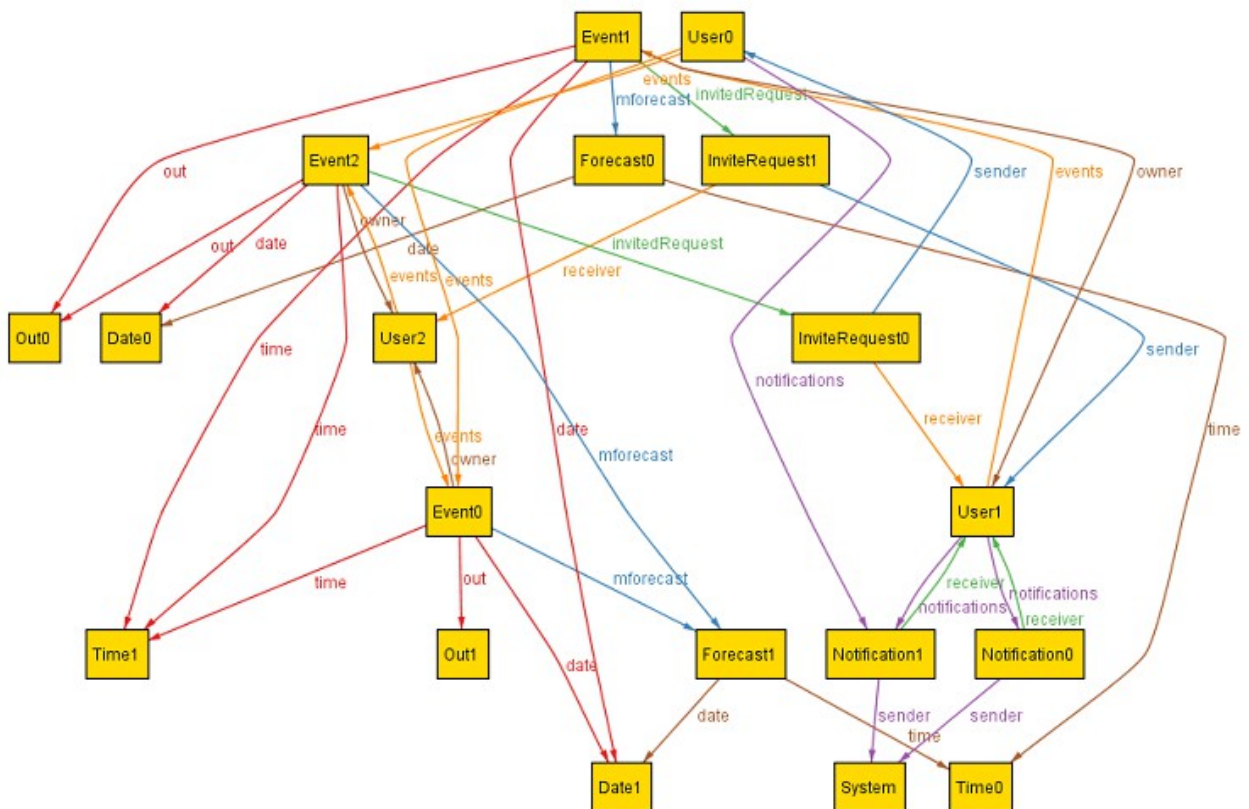 Event1
User0
events
mforecast
invitedRequest
Event2
Forecast0
InviteRequest1
out
sender
events
owner
owner
out
date
date
invitedRequest
events
events
receiver
Out0
Date0
User2
InviteRequest0
time
sender
notifications
receiver
time
date
events
owner
mforecast
time
Event0
User1
time
out
mforecast
receiver
notifications
notifications
receiver
Time1
Out1
date
Forecast1
Notification1
Notification0
date
sender
sender
time
Date1
System
Time0